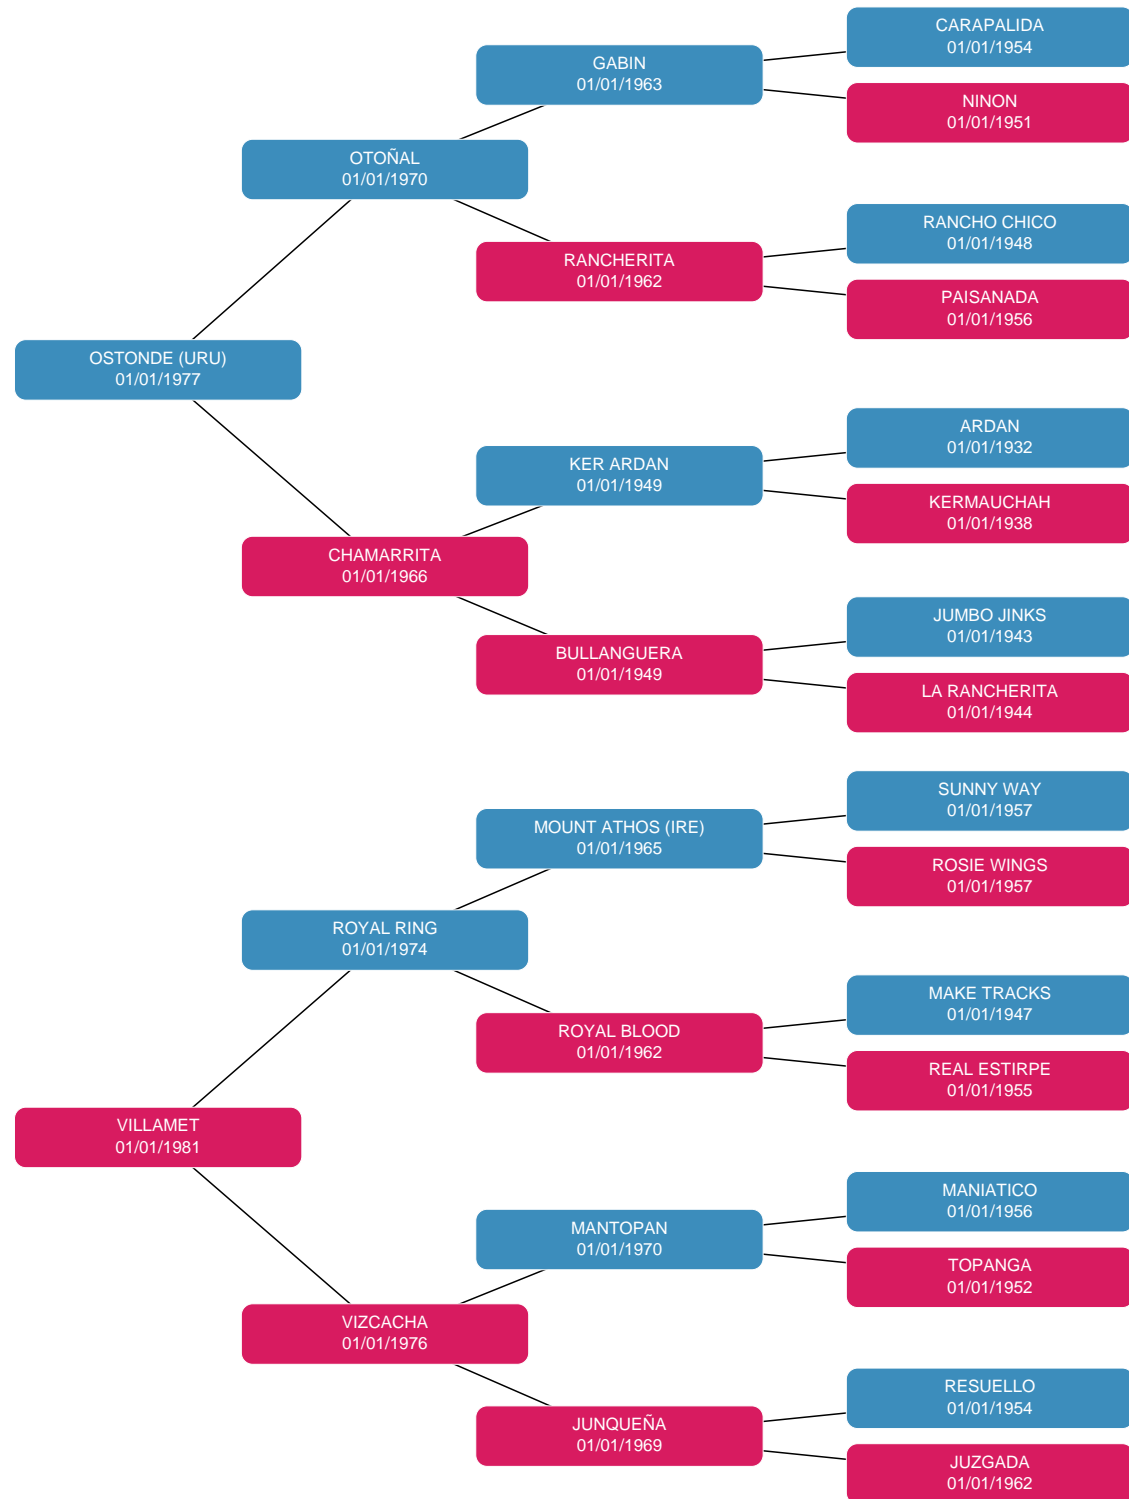 CARAPALIDA
01/01/1954
GABIN
01/01/1963
NINON
01/01/1951
OTOÑAL
01/01/1970
RANCHO CHICO
01/01/1948
RANCHERITA
01/01/1962
PAISANADA
01/01/1956
OSTONDE (URU)
01/01/1977
ARDAN
01/01/1932
KER ARDAN
01/01/1949
KERMAUCHAH
01/01/1938
CHAMARRITA
01/01/1966
JUMBO JINKS
01/01/1943
BULLANGUERA
01/01/1949
LA RANCHERITA
01/01/1944
SUNNY WAY
01/01/1957
MOUNT ATHOS (IRE)
01/01/1965
ROSIE WINGS
01/01/1957
ROYAL RING
01/01/1974
MAKE TRACKS
01/01/1947
ROYAL BLOOD
01/01/1962
REAL ESTIRPE
01/01/1955
VILLAMET
01/01/1981
MANIATICO
01/01/1956
MANTOPAN
01/01/1970
TOPANGA
01/01/1952
VIZCACHA
01/01/1976
RESUELLO
01/01/1954
JUNQUEÑA
01/01/1969
JUZGADA
01/01/1962